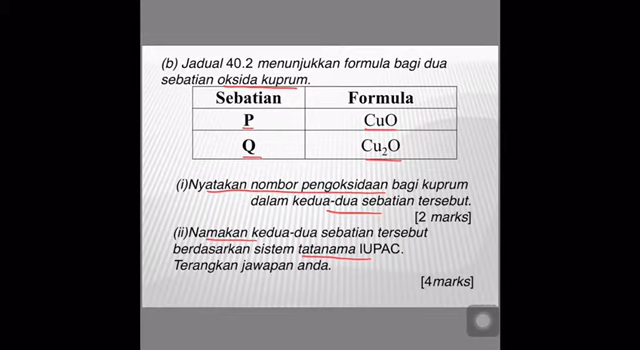 (b) Jadual 40.2 menunjukkan formula bagi dua
sebatian oksida kuprum.
Sebatian Formula
P CuO
Q Cu₂O
(i)Nyatakan nombor pengoksidaan bagi kuprum
dalam kedua-dua sebatian tersebut.
[2 marks]
(ii)Namakan kedua-dua sebatian tersebut
berdasarkan sistem tatanama IUPAC.
Terangkan jawapan anda.
[4marks]